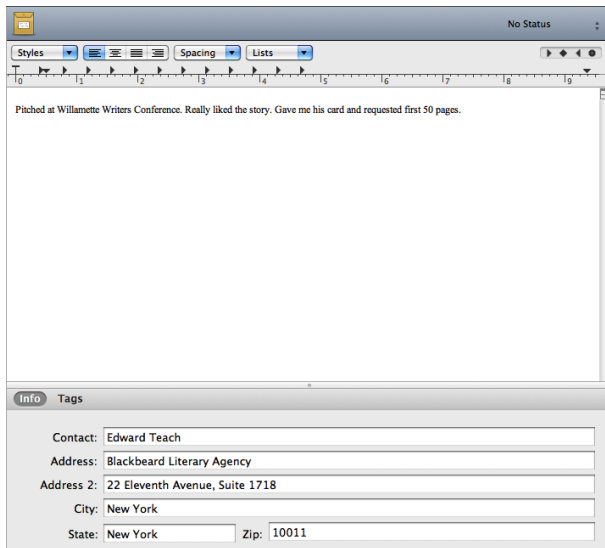 No Status
Styles Spacing Lists
0 1 2 3 4 5 6 7 8 9
Pitched at Willamette Writers Conference. Really liked the story. Gave me his card and requested first 50 pages.
Info Tags
Contact: Edward Teach
Address: Blackbeard Literary Agency
Address 2: 22 Eleventh Avenue, Suite 1718
City: New York
State: New York Zip: 10011